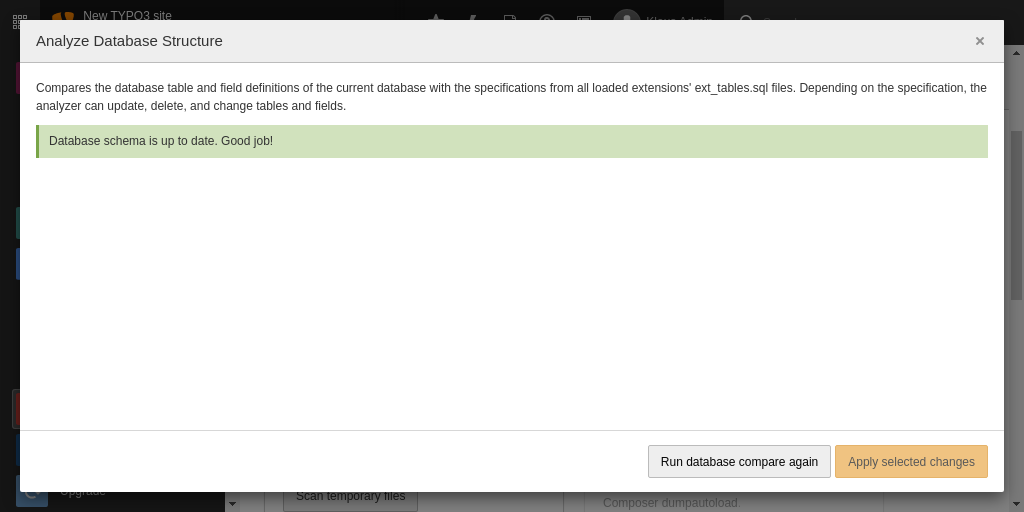 New TYPO3 site
Klaus Admin
Analyze Database Structure
×
Compares the database table and field definitions of the current database with the specifications from all loaded extensions' ext_tables.sql files. Depending on the specification, the
analyzer can update, delete, and change tables and fields.
Database schema is up to date. Good job!
Run database compare again
Apply selected changes
Upgrade
Scan temporary files
Composer dumpautoload.